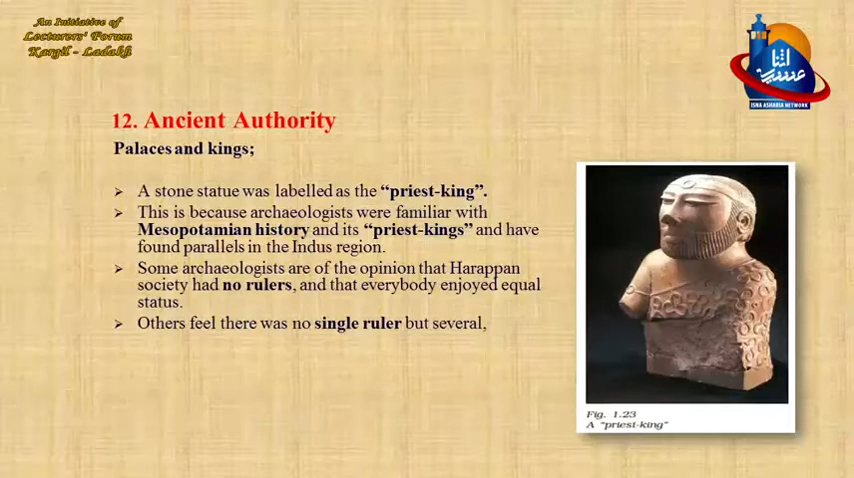 An Initiative of
Lecturers' Forum
Kargil - Ladakh
اثنا
عشریہ
ISNA ASHARIA NETWORK
12. Ancient Authority
Palaces and kings;
➢ A stone statue was labelled as the “priest-king”.
➢ This is because archaeologists were familiar with
Mesopotamian history and its “priest-kings” and have
found parallels in the Indus region.
➢ Some archaeologists are of the opinion that Harappan
society had no rulers, and that everybody enjoyed equal
status.
➢ Others feel there was no single ruler but several,
Fig. 1.23
A “priest-king”